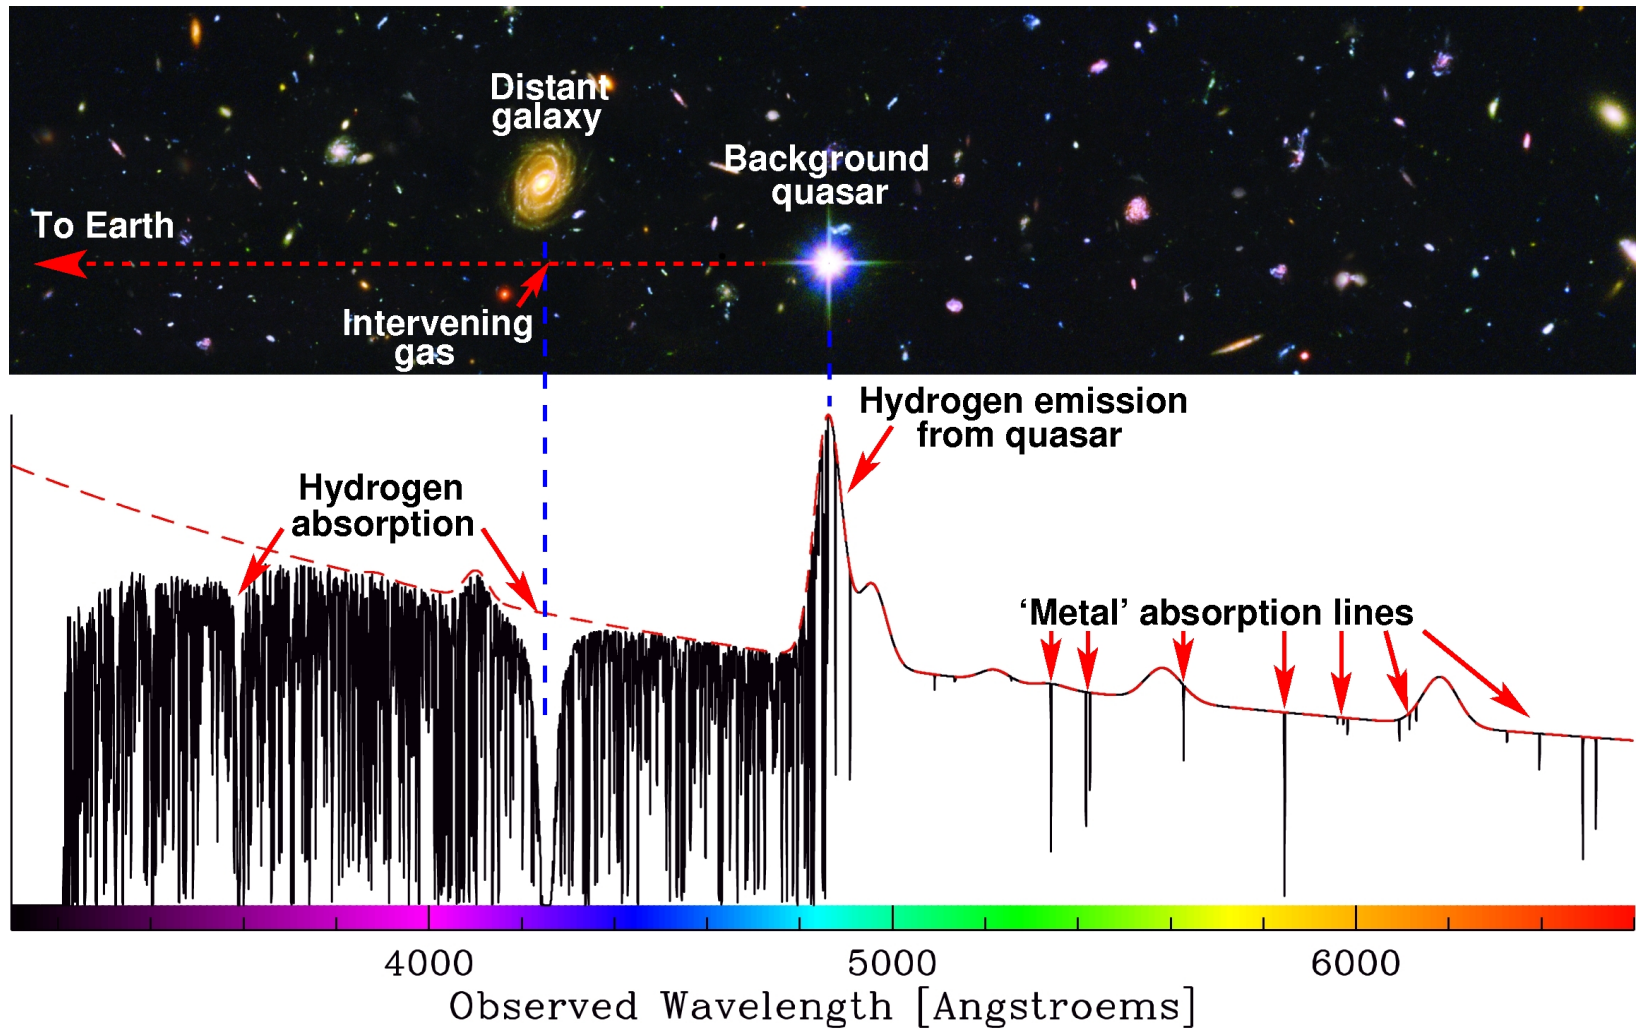 Distant
galaxy
Background
quasar
To Earth
Intervening
gas
Hydrogen emission
from quasar
Hydrogen
absorption
‘Metal’ absorption lines
4000
5000
6000
Observed Wavelength [Angstroems]